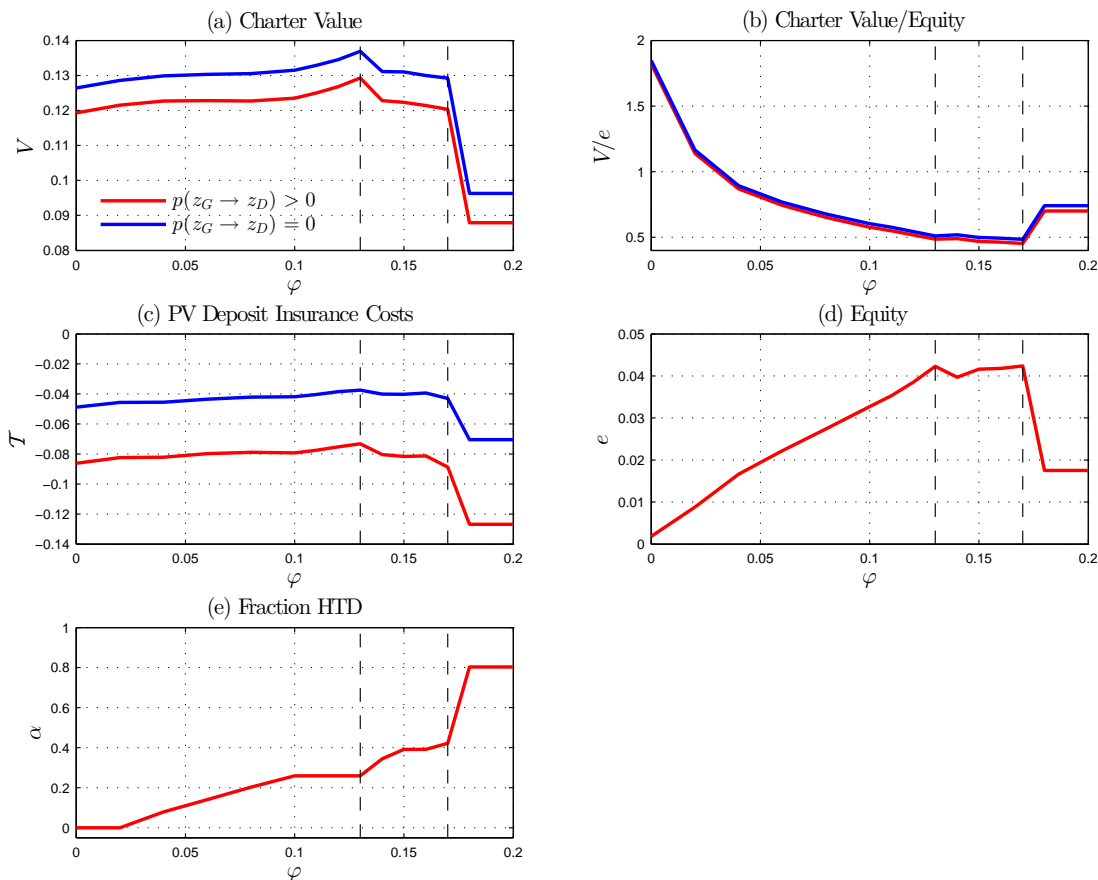 (a) Charter Value
0.14
0.13
0.12
0.11
0.1
0.09
0.08
V
p(z_G → z_D) > 0
p(z_G → z_D) = 0
0 0.05 0.1 0.15 0.2
φ
(b) Charter Value/Equity
2
1.5
1
0.5
V/e
0 0.05 0.1 0.15 0.2
φ
(c) PV Deposit Insurance Costs
0
−0.02
−0.04
−0.06
−0.08
−0.1
−0.12
−0.14
𝒯
0 0.05 0.1 0.15 0.2
φ
(d) Equity
0.05
0.04
0.03
0.02
0.01
0
e
0 0.05 0.1 0.15 0.2
φ
(e) Fraction HTD
1
0.8
0.6
0.4
0.2
0
α
0 0.05 0.1 0.15 0.2
φ